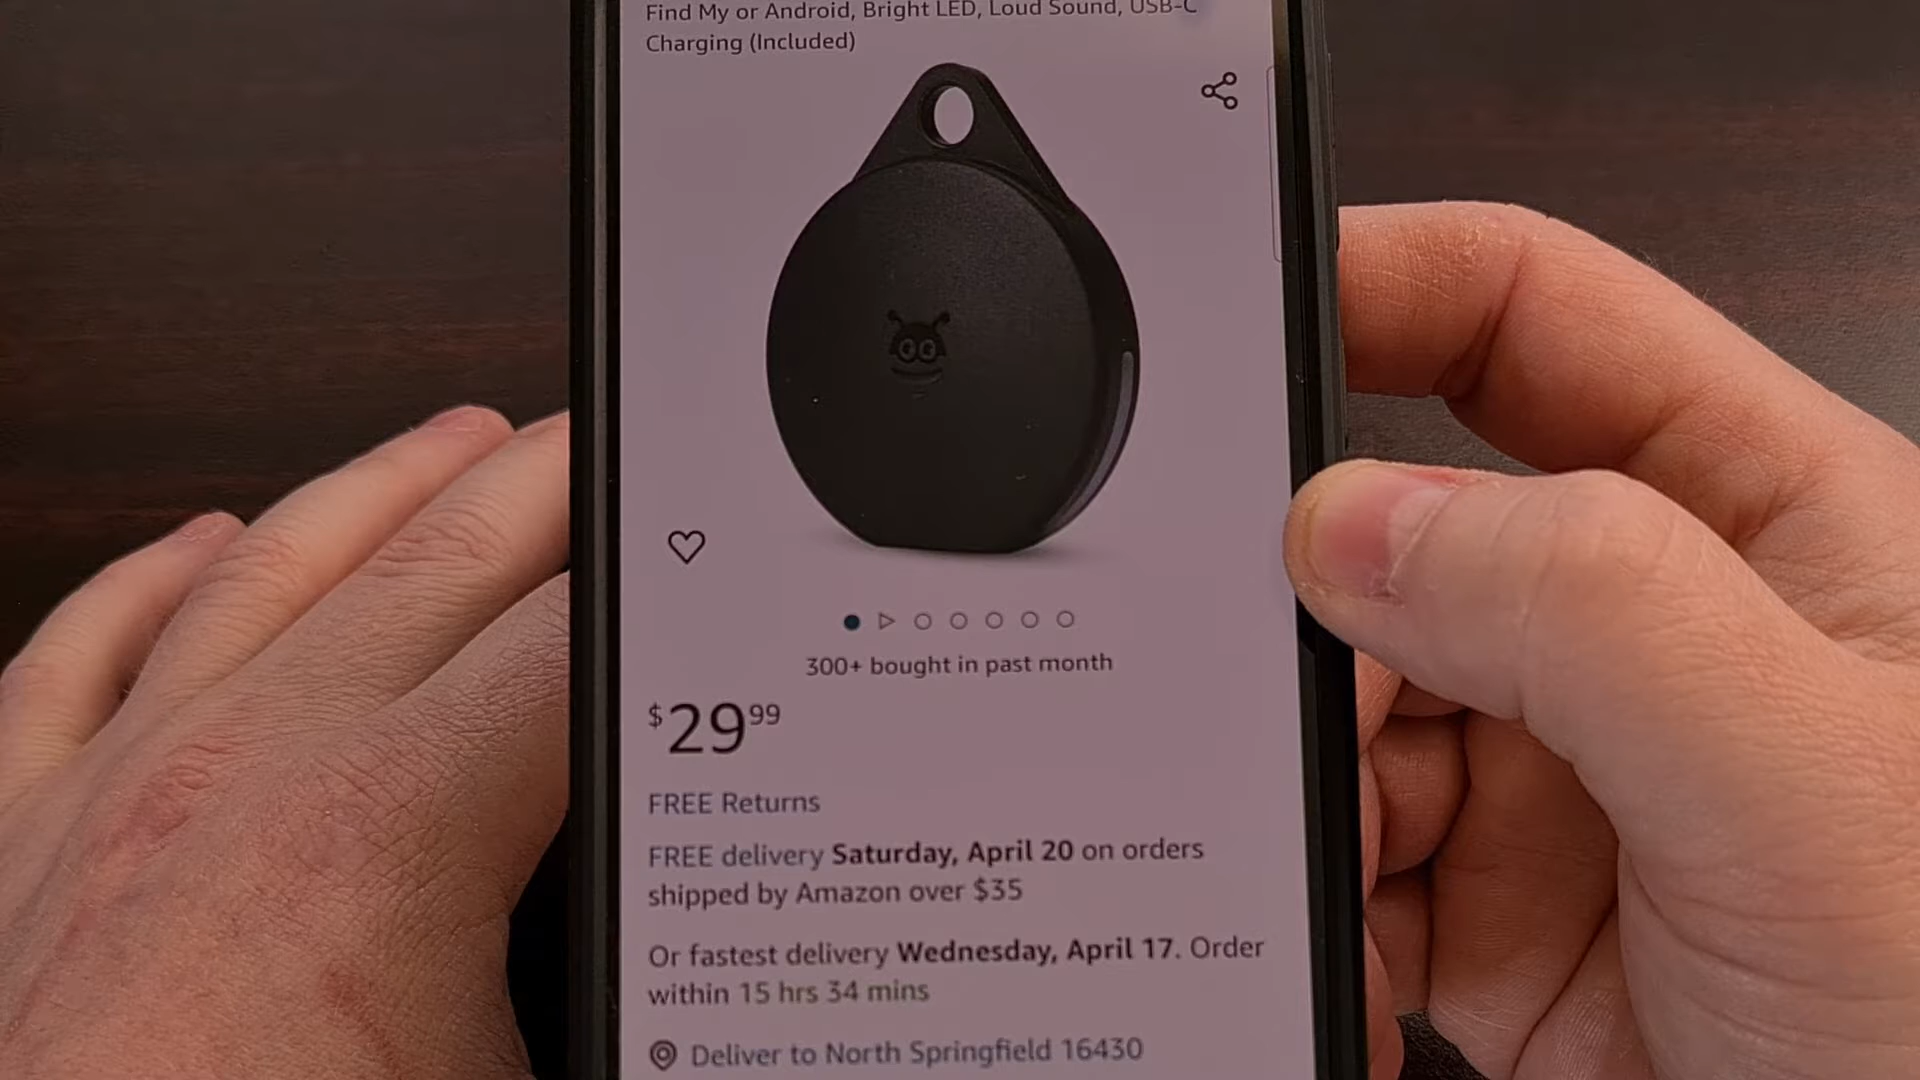 Find My or Android, Bright LED, Loud Sound, USB-C
Charging (Included)
300+ bought in past month
$29.99
FREE Returns
FREE delivery Saturday, April 20 on orders
shipped by Amazon over $35
Or fastest delivery Wednesday, April 17. Order
within 15 hrs 34 mins
Deliver to North Springfield 16430